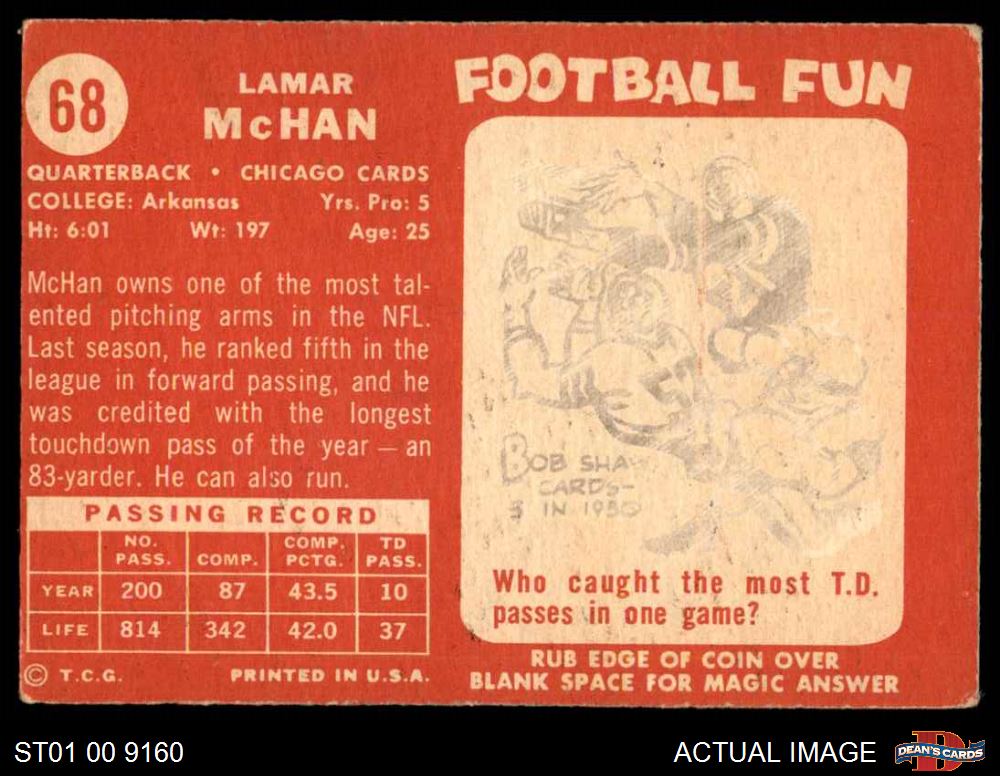 68
LAMAR
McHAN
QUARTERBACK • CHICAGO CARDS
COLLEGE: Arkansas Yrs. Pro: 5
Ht: 6:01 Wt: 197 Age: 25
McHan owns one of the most tal-
ented pitching arms in the NFL.
Last season, he ranked fifth in the
league in forward passing, and he
was credited with the longest
touchdown pass of the year — an
83-yarder. He can also run.
PASSING RECORD
NO. PASS. COMP. COMP. PCTG. TD PASS.
YEAR 200 87 43.5 10
LIFE 814 342 42.0 37
© T.C.G. PRINTED IN U.S.A.
FOOTBALL FUN
BOB SHAW
CARDS-
IN 1950
Who caught the most T.D.
passes in one game?
RUB EDGE OF COIN OVER
BLANK SPACE FOR MAGIC ANSWER
ST01 00 9160
ACTUAL IMAGE
D
DEAN'S CARDS